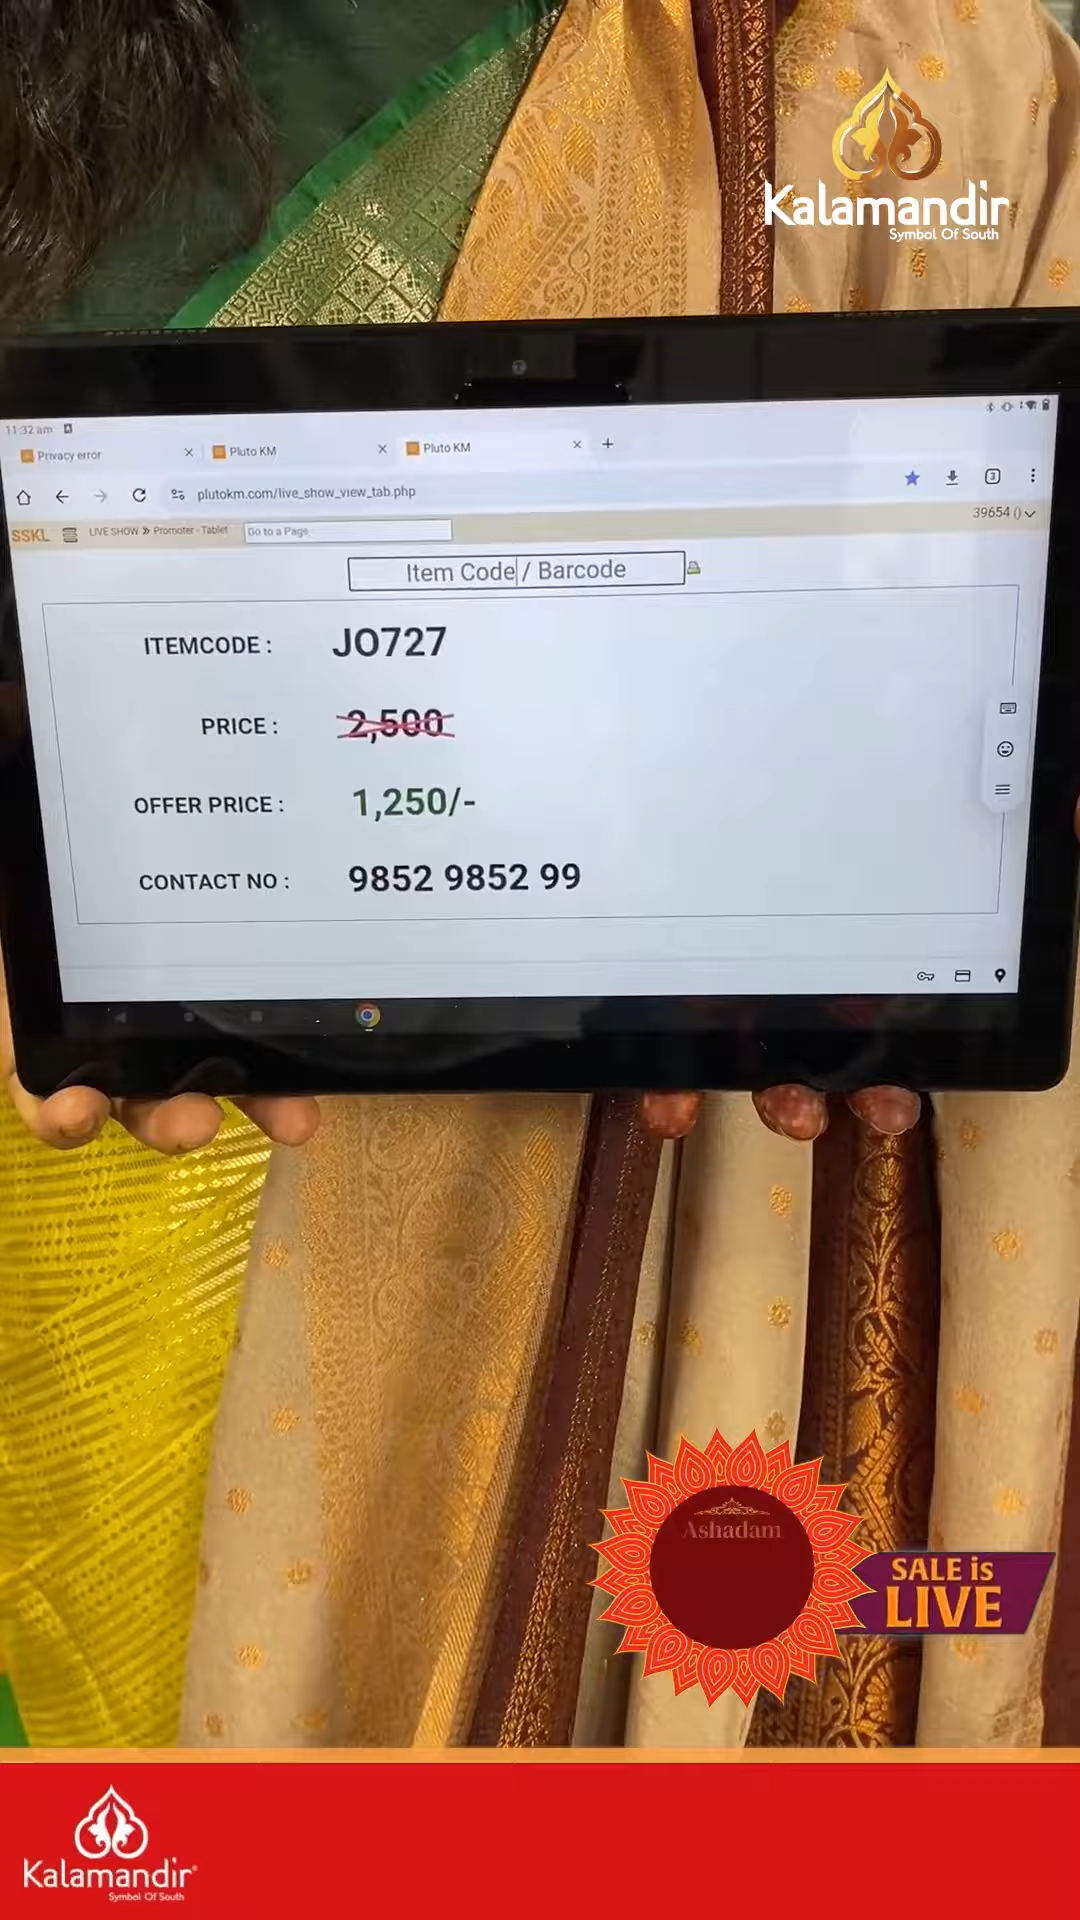 Kalamandir
Symbol Of South
11:32 am
Privacy error
Pluto KM
Pluto KM
plutokm.com/live_show_view_tab.php
39654 ()
SSKL
LIVE SHOW » Promoter - Tablet
Go to a Page
Item Code / Barcode
ITEMCODE : JO727
PRICE : 2,500
OFFER PRICE : 1,250/-
CONTACT NO : 9852 9852 99
Ashadam
SALE is
LIVE
Kalamandir
Symbol Of South